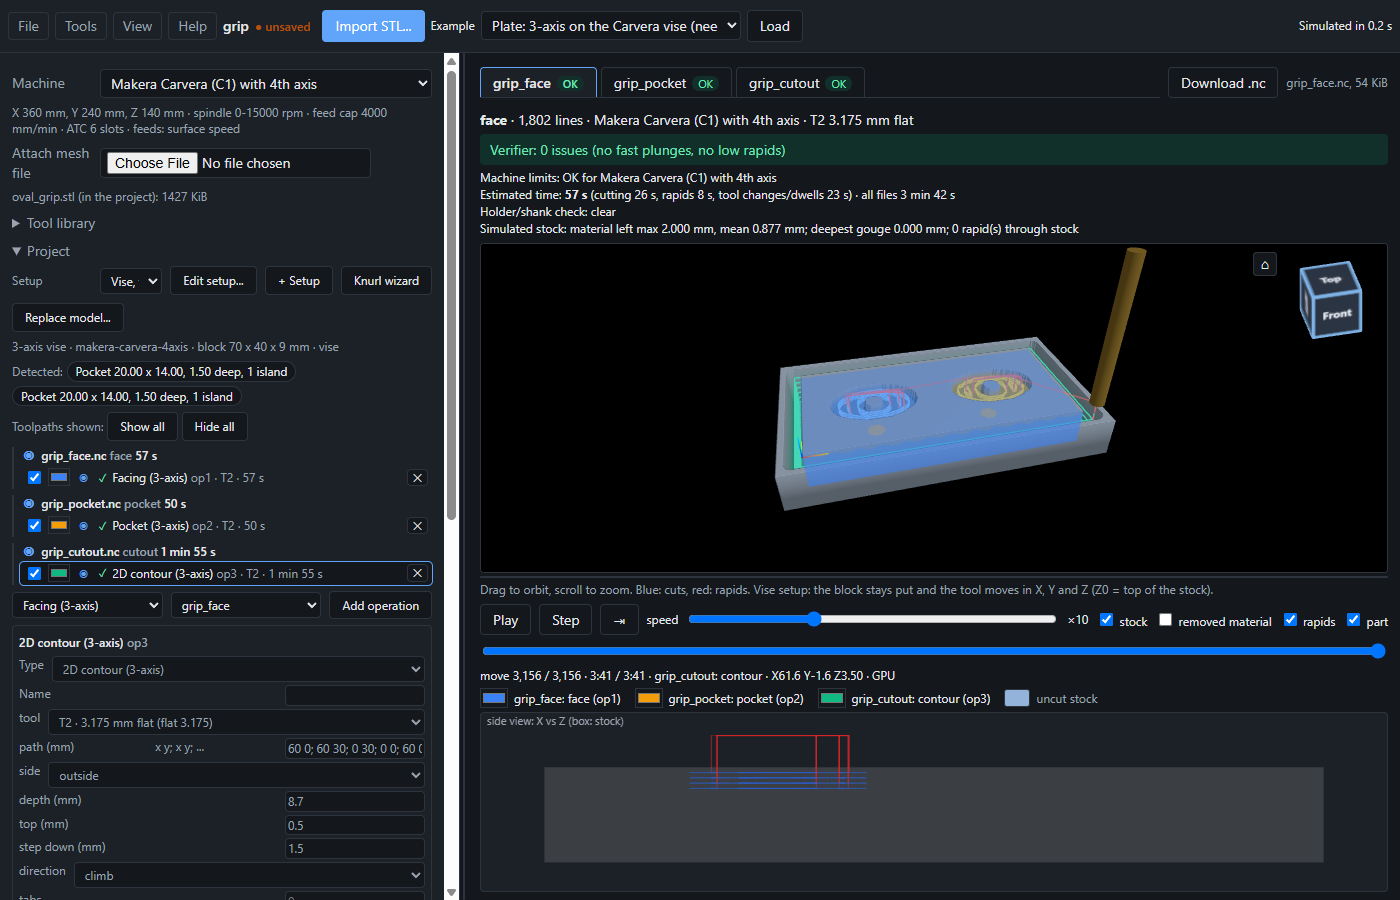 File Tools View Help grip • unsaved Import STL... Example Plate: 3-axis on the Carvera vise (nee Load Simulated in 0.2 s
Machine Makera Carvera (C1) with 4th axis
X 360 mm, Y 240 mm, Z 140 mm · spindle 0-15000 rpm · feed cap 4000
mm/min · ATC 6 slots · feeds: surface speed
Attach mesh
file Choose File No file chosen
oval_grip.stl (in the project): 1427 KiB
Tool library
Project
Setup Vise, Edit setup... + Setup Knurl wizard
Replace model...
3-axis vise · makera-carvera-4axis · block 70 x 40 x 9 mm · vise
Detected: Pocket 20.00 x 14.00, 1.50 deep, 1 island
Pocket 20.00 x 14.00, 1.50 deep, 1 island
Toolpaths shown: Show all Hide all
grip_face.nc face 57 s
✓ Facing (3-axis) op1 · T2 · 57 s ✕
grip_pocket.nc pocket 50 s
✓ Pocket (3-axis) op2 · T2 · 50 s ✕
grip_cutout.nc cutout 1 min 55 s
✓ 2D contour (3-axis) op3 · T2 · 1 min 55 s ✕
Facing (3-axis) grip_face Add operation
2D contour (3-axis) op3
Type 2D contour (3-axis)
Name
tool T2 · 3.175 mm flat (flat 3.175)
path (mm) x y; x y; ... 60 0; 60 30; 0 30; 0 0; 60 (
side outside
depth (mm) 8.7
top (mm) 0.5
step down (mm) 1.5
direction climb
tabs
grip_face OK grip_pocket OK grip_cutout OK Download .nc grip_face.nc, 54 KiB
face · 1,802 lines · Makera Carvera (C1) with 4th axis · T2 3.175 mm flat
Verifier: 0 issues (no fast plunges, no low rapids)
Machine limits: OK for Makera Carvera (C1) with 4th axis
Estimated time: 57 s (cutting 26 s, rapids 8 s, tool changes/dwells 23 s) · all files 3 min 42 s
Holder/shank check: clear
Simulated stock: material left max 2.000 mm, mean 0.877 mm; deepest gouge 0.000 mm; 0 rapid(s) through stock
Top
Front
Drag to orbit, scroll to zoom. Blue: cuts, red: rapids. Vise setup: the block stays put and the tool moves in X, Y and Z (Z0 = top of the stock).
Play Step ⇥ speed ×10 stock removed material rapids part
move 3,156 / 3,156 · 3:41 / 3:41 · grip_cutout: contour · X61.6 Y-1.6 Z3.50 · GPU
grip_face: face (op1) grip_pocket: pocket (op2) grip_cutout: contour (op3) uncut stock
side view: X vs Z (box: stock)